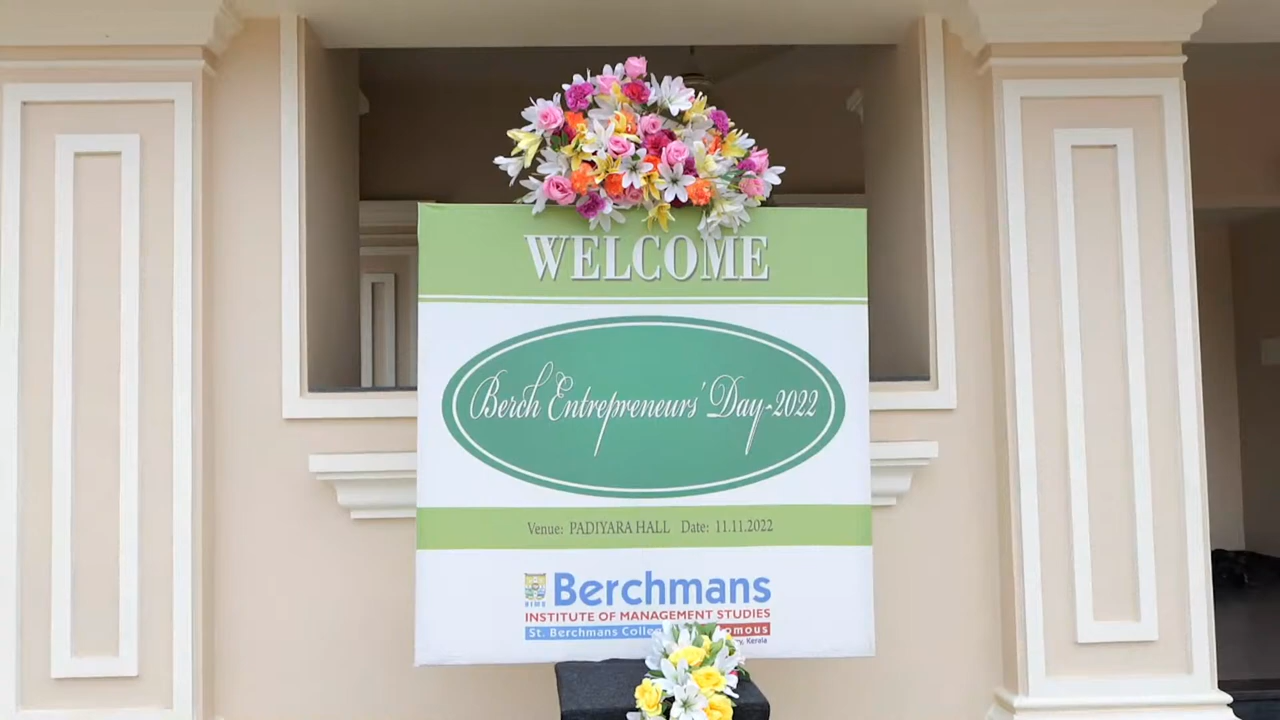 WELCOME
Berch Entrepreneurs' Day-2022
Venue: PADIYARA HALL Date: 11.11.2022
BIMS
Berchmans
INSTITUTE OF MANAGEMENT STUDIES
St. Berchmans
Kerala